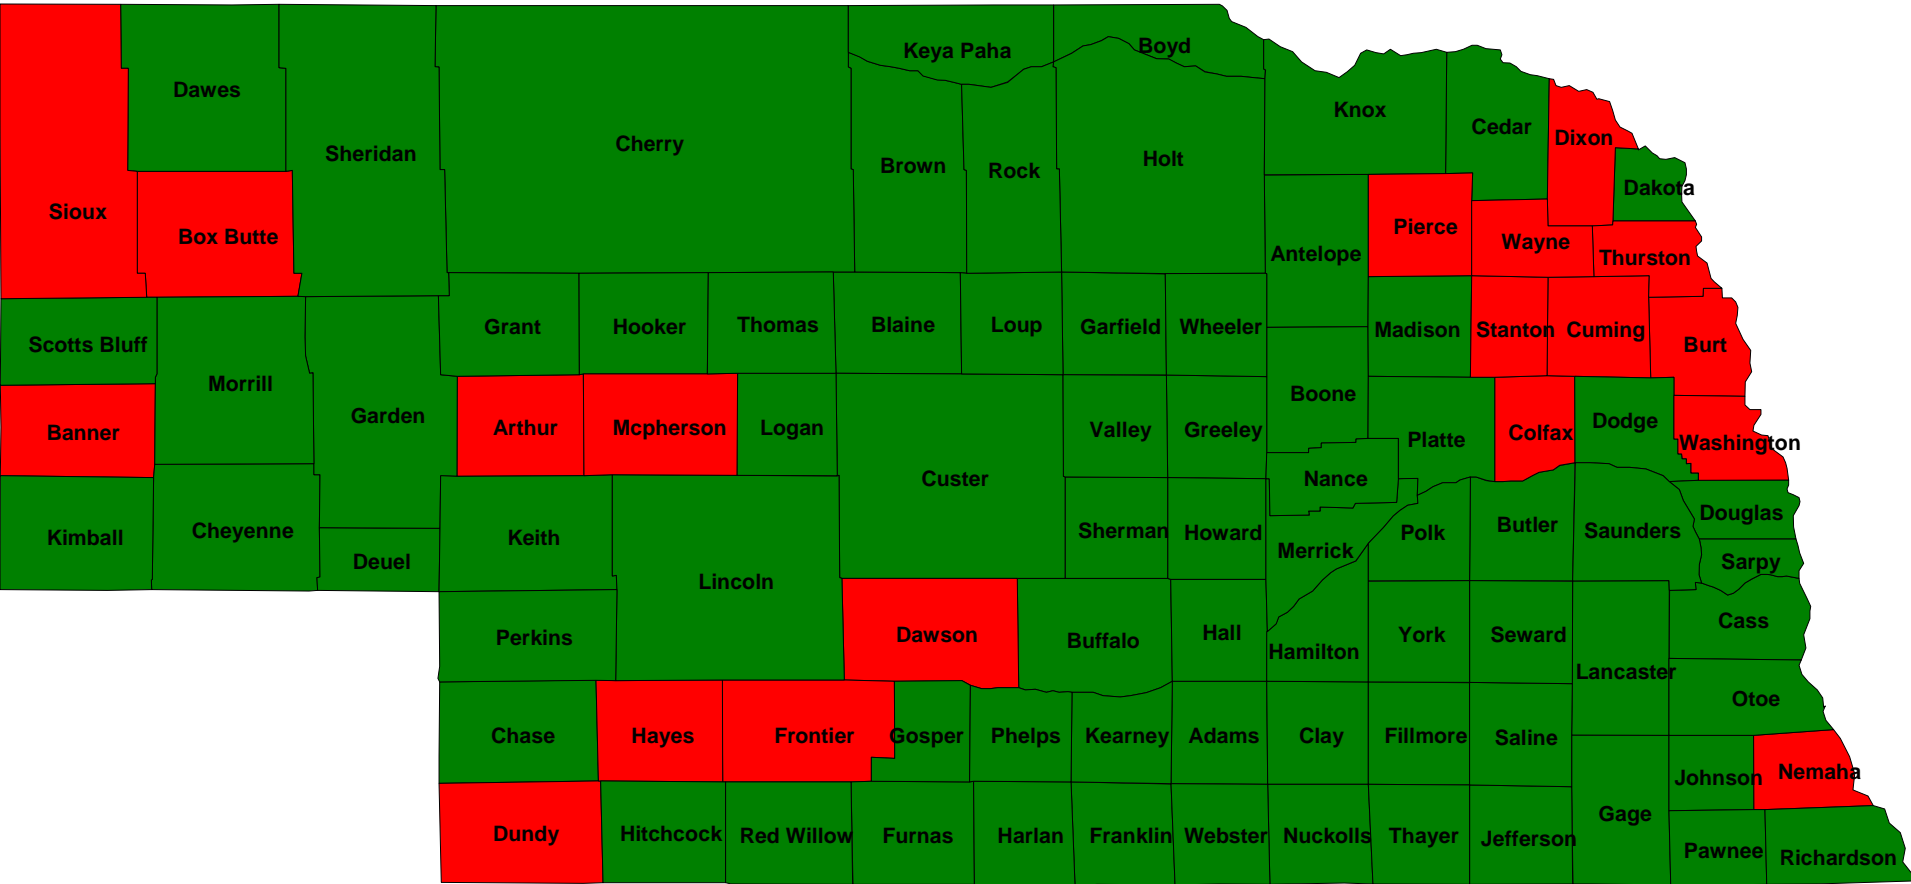 Keya Paha
Boyd
Dawes
Knox
Cedar
Dixon
Cherry
Sheridan
Brown
Rock
Holt
Dakota
Sioux
Box Butte
Pierce
Wayne
Antelope
Thurston
Grant
Hooker
Thomas
Blaine
Loup
Garfield
Wheeler
Madison
Stanton
Cuming
Burt
Scotts Bluff
Morrill
Garden
Boone
Banner
Arthur
Mcpherson
Logan
Valley
Greeley
Platte
Colfax
Dodge
Washington
Custer
Nance
Kimball
Cheyenne
Keith
Sherman
Howard
Merrick
Polk
Butler
Saunders
Douglas
Deuel
Sarpy
Lincoln
Perkins
Dawson
Buffalo
Hall
Hamilton
York
Seward
Cass
Lancaster
Otoe
Chase
Hayes
Frontier
Gosper
Phelps
Kearney
Adams
Clay
Fillmore
Saline
Johnson
Nemaha
Dundy
Hitchcock
Red Willow
Furnas
Harlan
Franklin
Webster
Nuckolls
Thayer
Jefferson
Gage
Pawnee
Richardson